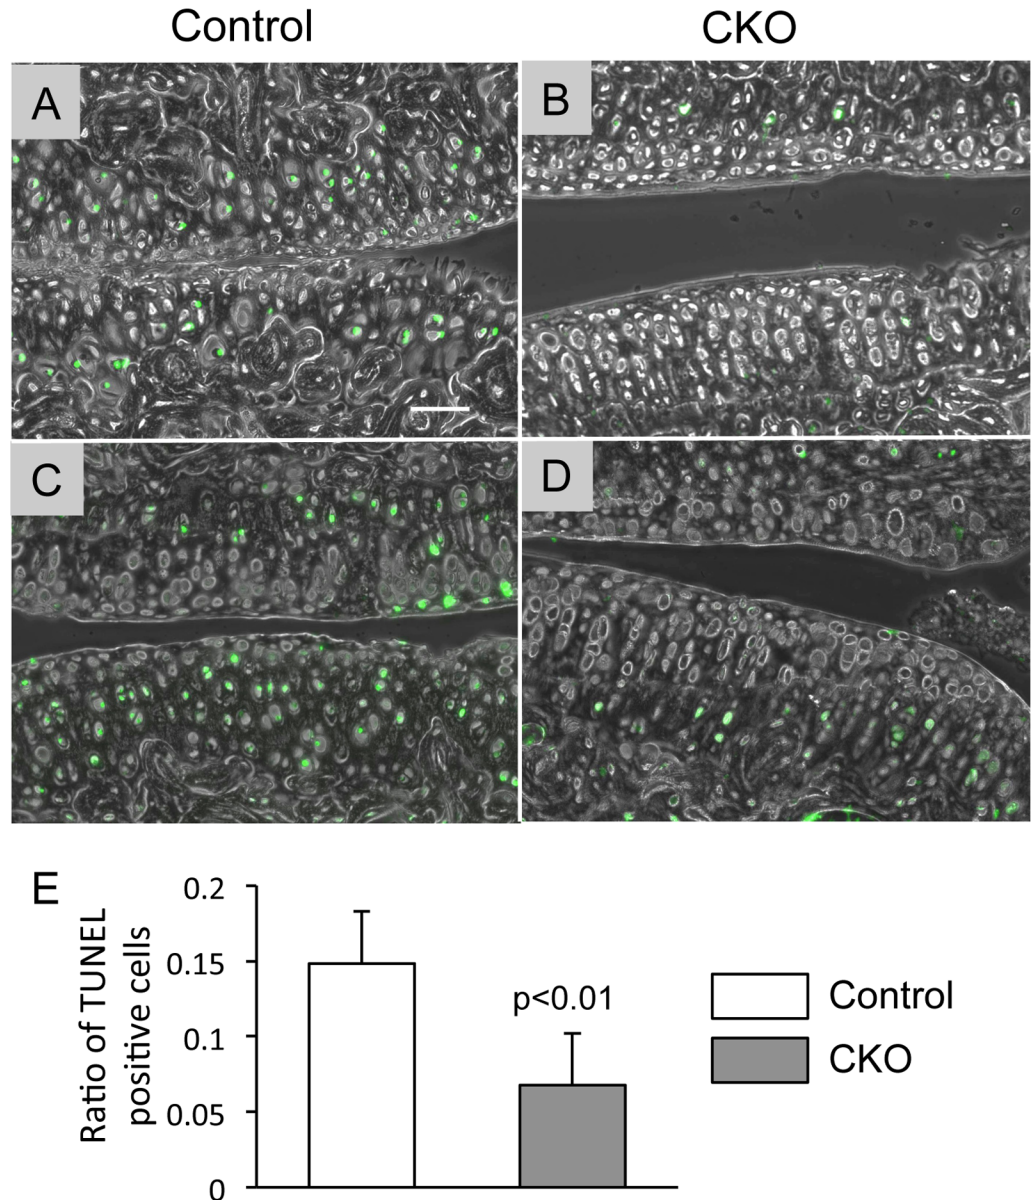 Control CKO
A B
C D
E
0.2
0.15
0.1
0.05
0
Ratio of TUNEL
positive cells
p<0.01
Control
CKO